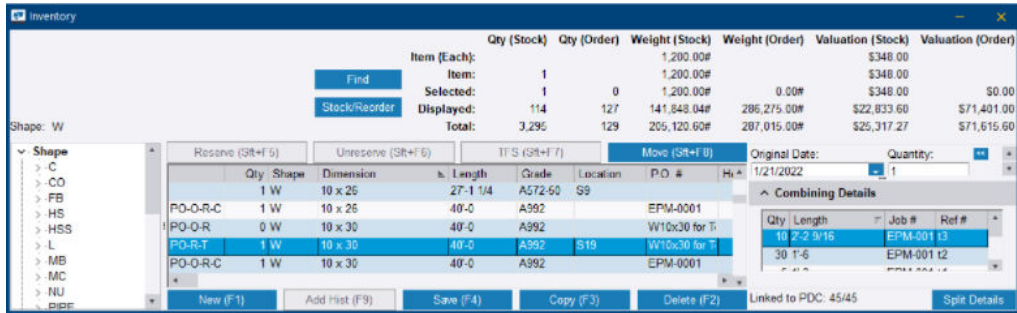 Inventory
Qty (Stock) Qty (Order) Weight (Stock) Weight (Order) Valuation (Stock) Valuation (Order)
Item (Each): 1,200.00# $348.00
Find Item: 1 1,200.00# $348.00
Selected: 1 0 1,200.00# 0.00# $348.00 $0.00
Stock/Reorder Displayed: 114 127 141,848.04# 286,275.00# $22,833.60 $71,401.00
Shape: W Total: 3,295 129 205,120.60# 287,015.00# $25,317.27 $71,615.60
Shape
C
CO
FB
HS
HSS
L
MB
MC
NU
PIPE
Reserve (Sft+F5) Unreserve (Sft+F6) TFS (Sft+F7) Move (Sft+F8)
Qty Shape Dimension Length Grade Location P.O. #
1 W 10 x 26 27'-1 1/4 A572-50 S9
PO-O-R-C 1 W 10 x 26 40'-0 A992 EPM-0001
! PO-O-R 0 W 10 x 30 40'-0 A992 W10x30 for
PO-R-T 1 W 10 x 30 40'-0 A992 S19 W10x30 for
PO-O-R-C 1 W 10 x 30 40'-0 A992 EPM-0001
New (F1) Add Hist (F9) Save (F4) Copy (F3) Delete (F2)
Original Date: Quantity:
1/21/2022 1
Combining Details
Qty Length Job # Ref #
10 2'-2 9/16 EPM-001 t3
30 1'-6 EPM-001 t2
Linked to PDC: 45/45 Split Details